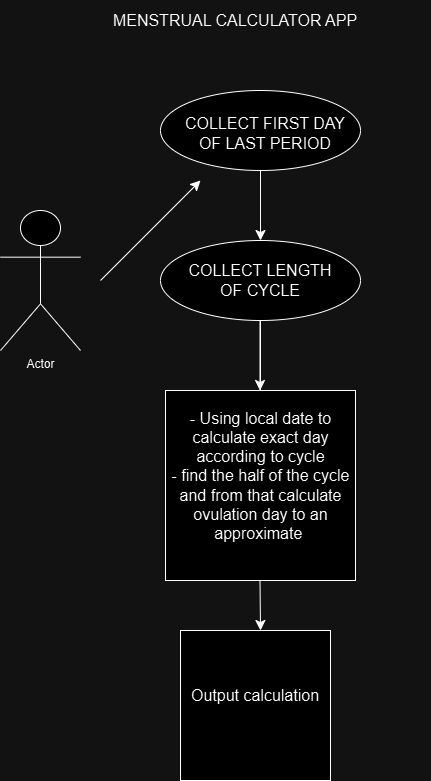 MENSTRUAL CALCULATOR APP
COLLECT FIRST DAY
OF LAST PERIOD
COLLECT LENGTH
OF CYCLE
Actor
- Using local date to
calculate exact day
according to cycle
- find the half of the cycle
and from that calculate
ovulation day to an
approximate
Output calculation